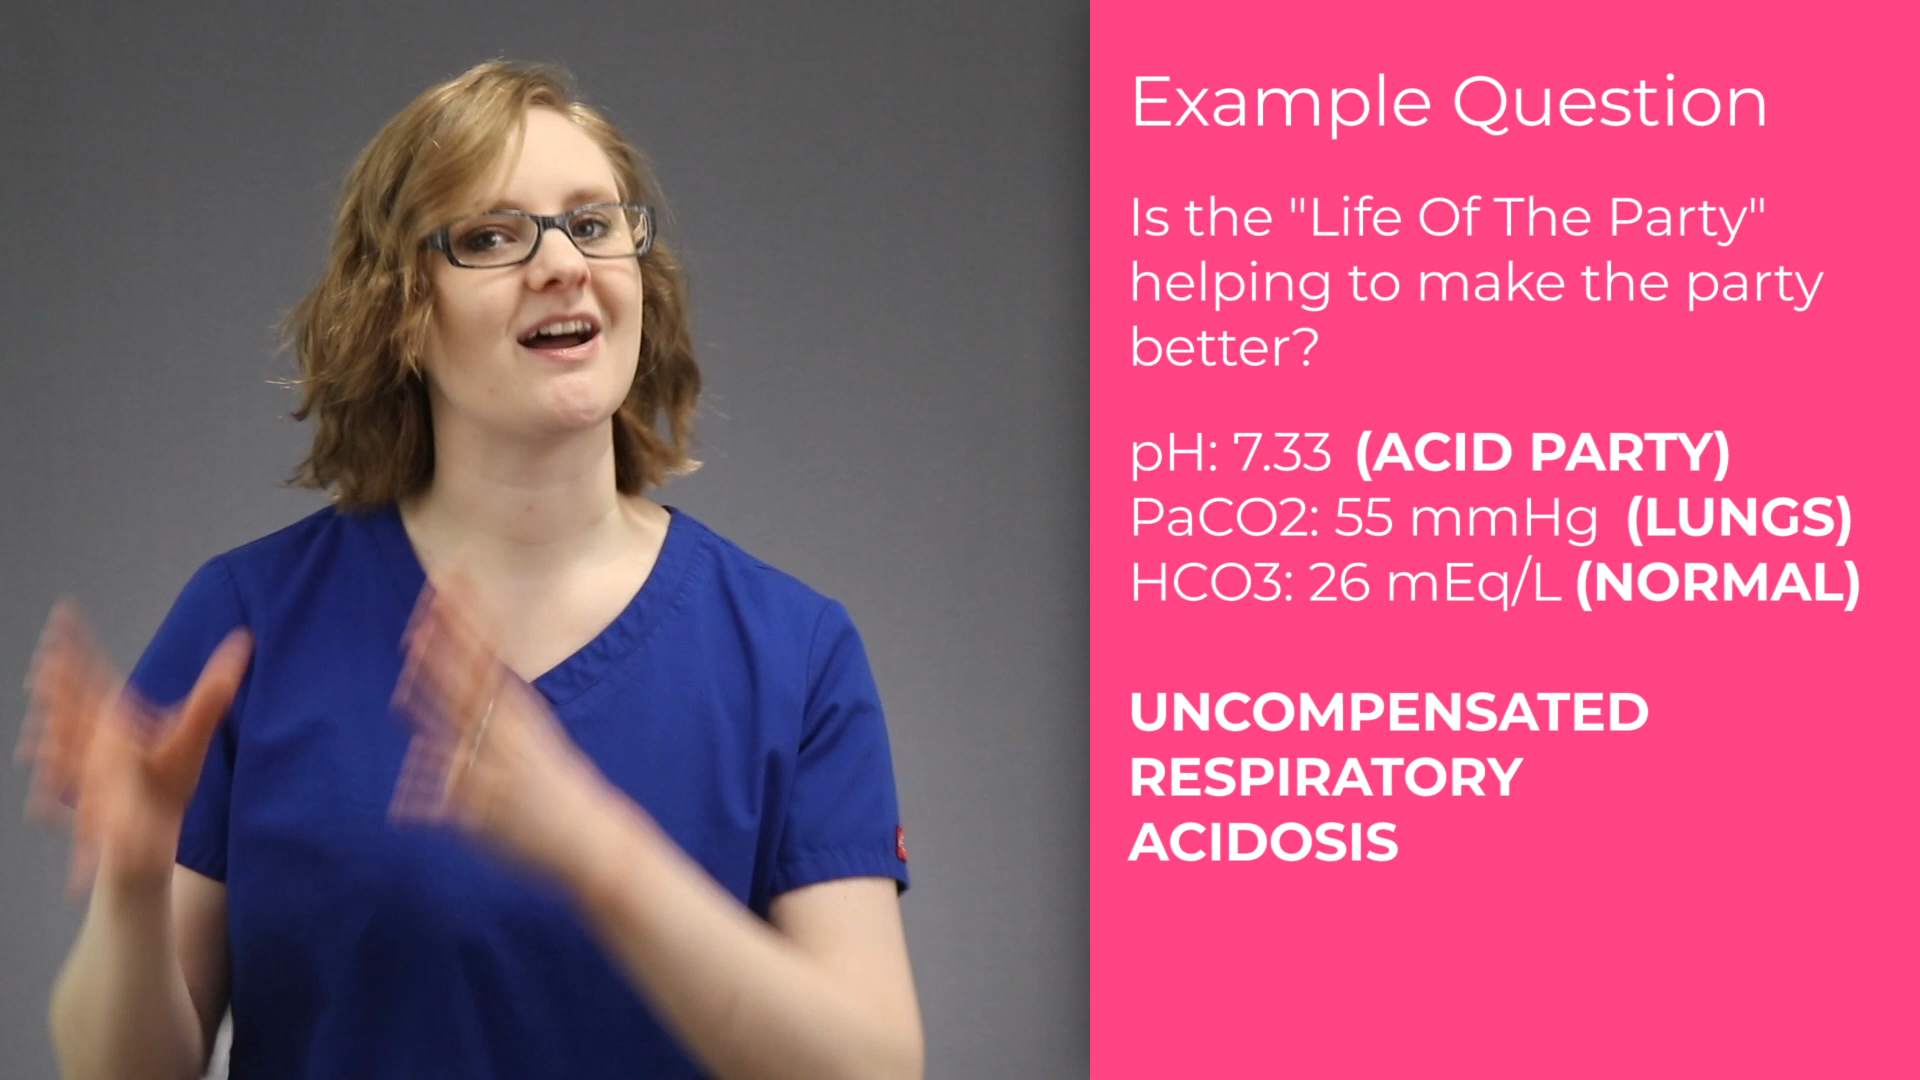 Example Question
Is the "Life Of The Party"
helping to make the party
better?
pH: 7.33 (ACID PARTY)
PaCO2: 55 mmHg (LUNGS)
HCO3: 26 mEq/L (NORMAL)
UNCOMPENSATED
RESPIRATORY
ACIDOSIS